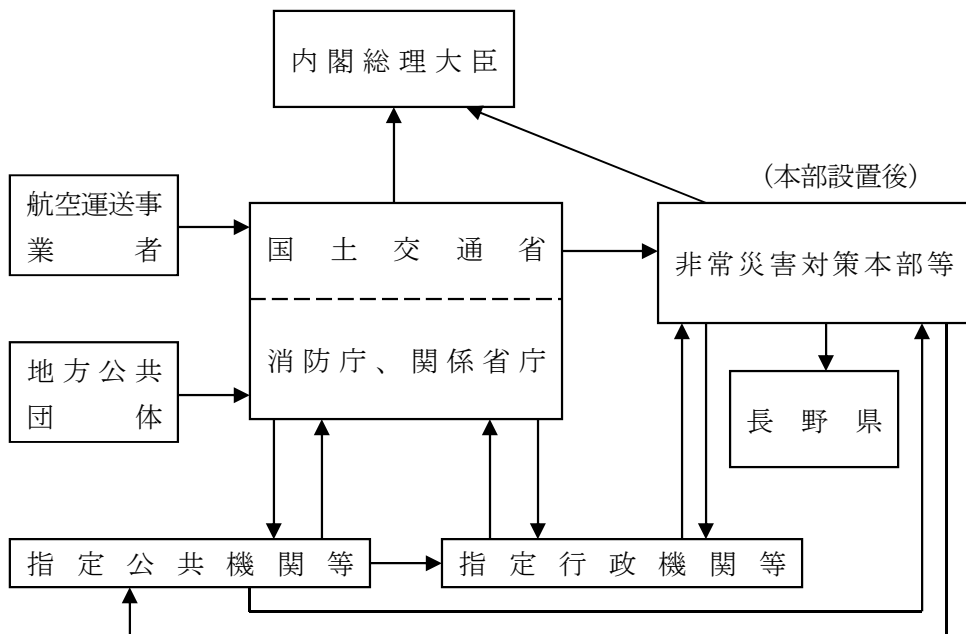 内閣総理大臣
(本部設置後)
航空運送事
業者
国土交通省
非常災害対策本部等
消防庁、関係省庁
地方公共
団体
長野県
指定公共機関等
指定行政機関等